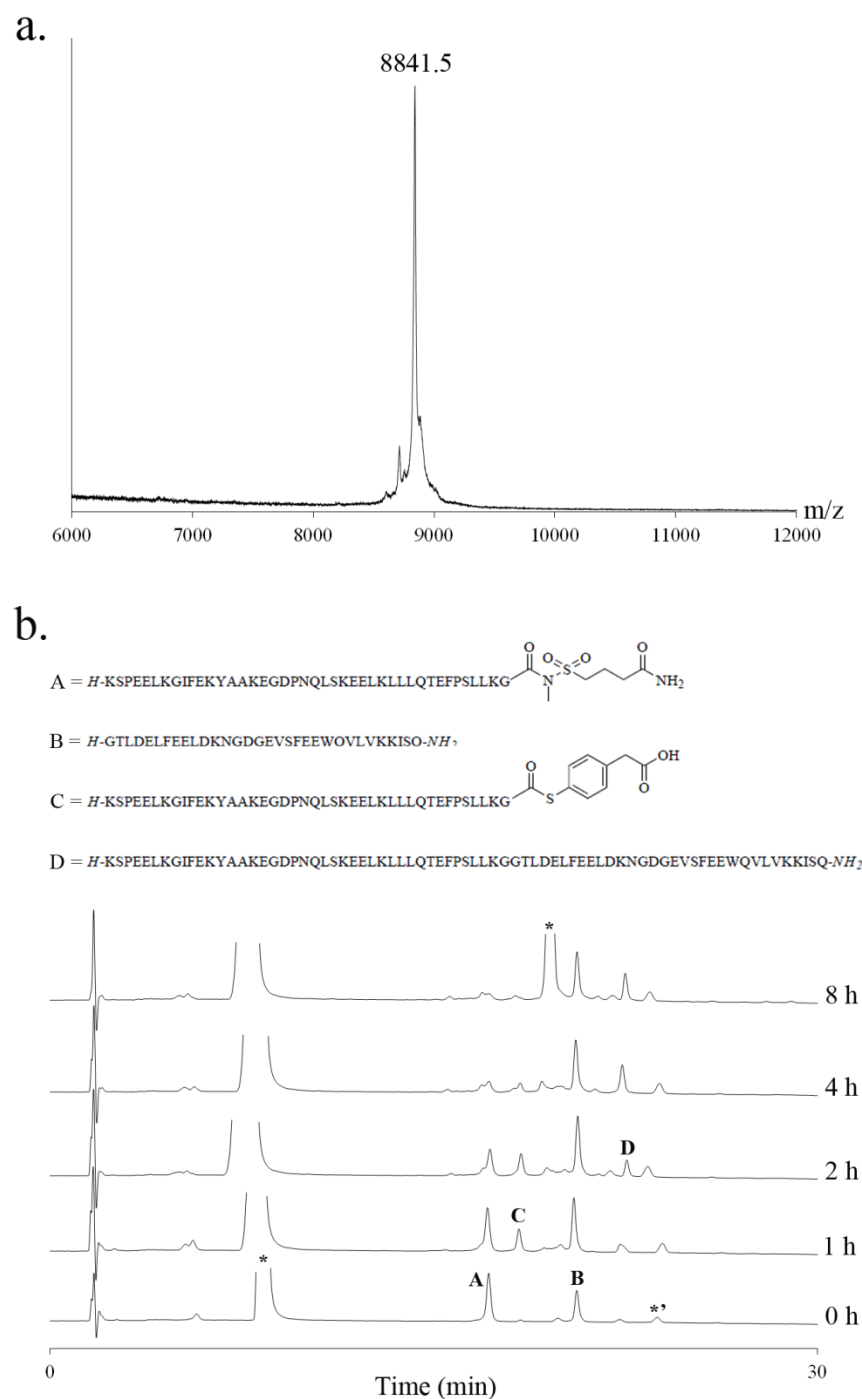 a.
8841.5
m/z
6000 7000 8000 9000 10000 11000 12000
b.
A = H-KSPEELKGIFEKYAAKEGDPNQLSKEELKLLLQTEFPSLLKG
O
O O
S
N
O
NH2
B = H-GTLDELFEELDKNGDGEVSFEEWOVLVKKISO-NH2
C = H-KSPEELKGIFEKYAAKEGDPNQLSKEELKLLLQTEFPSLLKG
O
S
OH
O
D = H-KSPEELKGIFEKYAAKEGDPNQLSKEELKLLLQTEFPSLLKGGTLDELFEELDKNGDGEVSFEEWQVLVKKISQ-NH2
*
8 h
4 h
D
2 h
C
1 h
*
A
B
*’
0 h
0 30
Time (min)